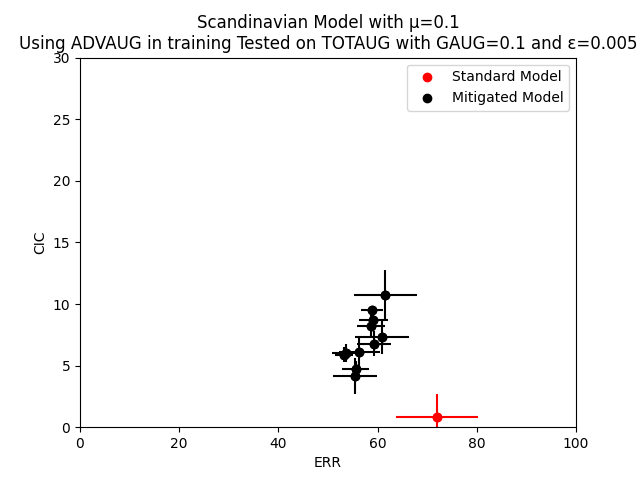 Scandinavian Model with μ=0.1
Using ADVAUG in training Tested on TOTAUG with GAUG=0.1 and ε=0.005
Standard Model
Mitigated Model
30
25
20
15
10
5
0
CIC
0 20 40 60 80 100
ERR